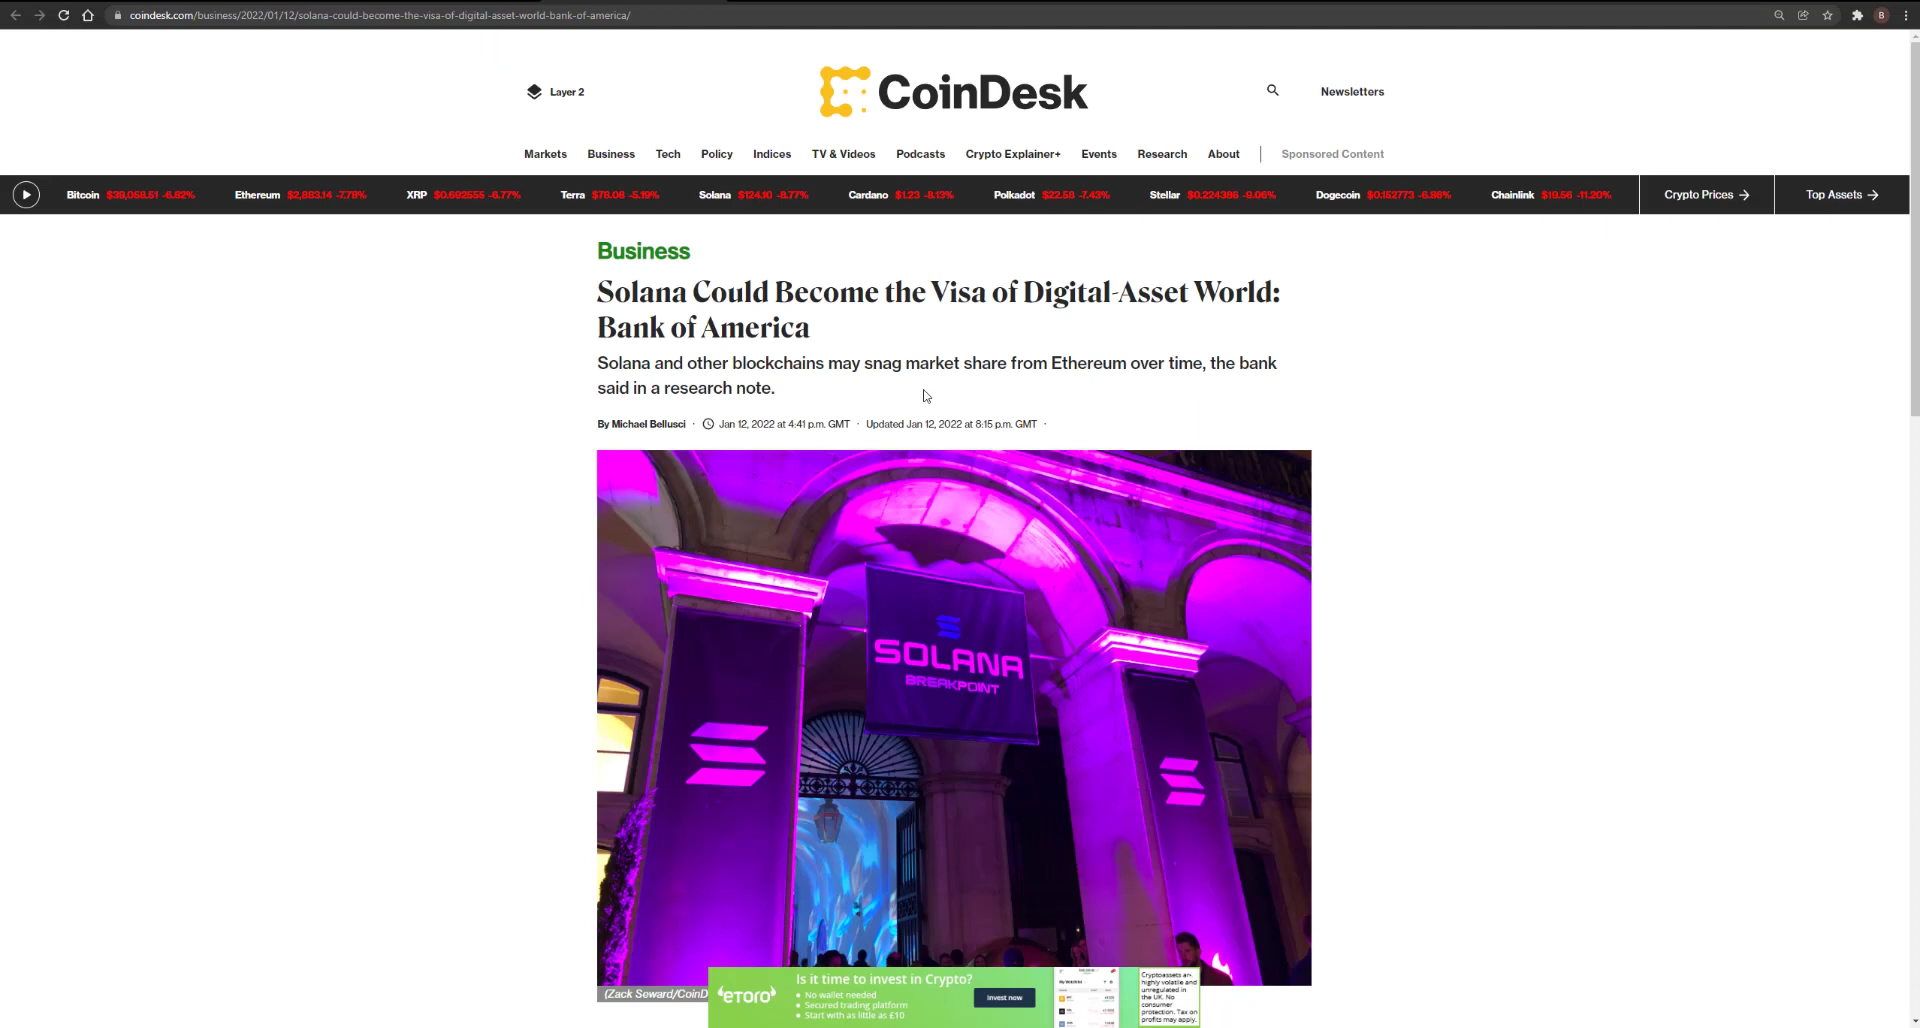 coindesk.com/business/2022/01/12/solana-could-become-the-visa-of-digital-asset-world-bank-of-america/
B
Layer 2
CoinDesk
Newsletters
Markets Business Tech Policy Indices TV & Videos Podcasts Crypto Explainer+ Events Research About Sponsored Content
Bitcoin $39,058.51 -6.82% Ethereum $2,883.14 -7.78% XRP $0.692555 -6.77% Terra $78.08 -5.19% Solana $124.10 -8.77% Cardano $1.23 -8.13% Polkadot $22.58 -7.43% Stellar $0.224386 -9.06% Dogecoin $0.152773 -6.86% Chainlink $19.56 -11.20% Crypto Prices → Top Assets →
Business
Solana Could Become the Visa of Digital-Asset World:
Bank of America
Solana and other blockchains may snag market share from Ethereum over time, the bank
said in a research note.
By Michael Bellusci · Jan 12, 2022 at 4:41 p.m. GMT · Updated Jan 12, 2022 at 8:15 p.m. GMT ·
SOLANA
BREAKPOINT
(Zack Seward/CoinD
eToro
Is it time to invest in Crypto?
• No wallet needed
• Secured trading platform
• Start with as little as £10
Invest now
Cryptoassets are
highly volatile and
unregulated in
the UK. No
consumer
protection. Tax on
profits may apply.